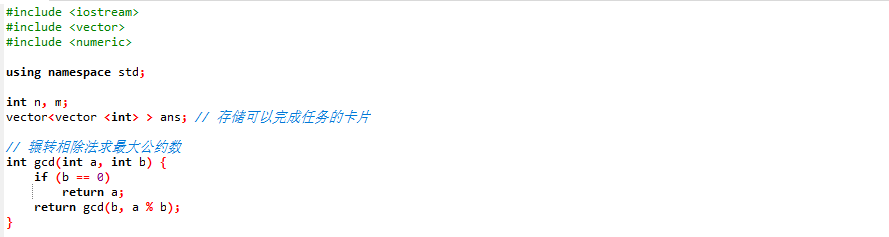 #include <iostream>
#include <vector>
#include <numeric>
using namespace std;
int n, m;
vector<vector <int> > ans; // 存储可以完成任务的卡片
// 辗转相除法求最大公约数
int gcd(int a, int b) {
if (b == 0)
return a;
return gcd(b, a % b);
}